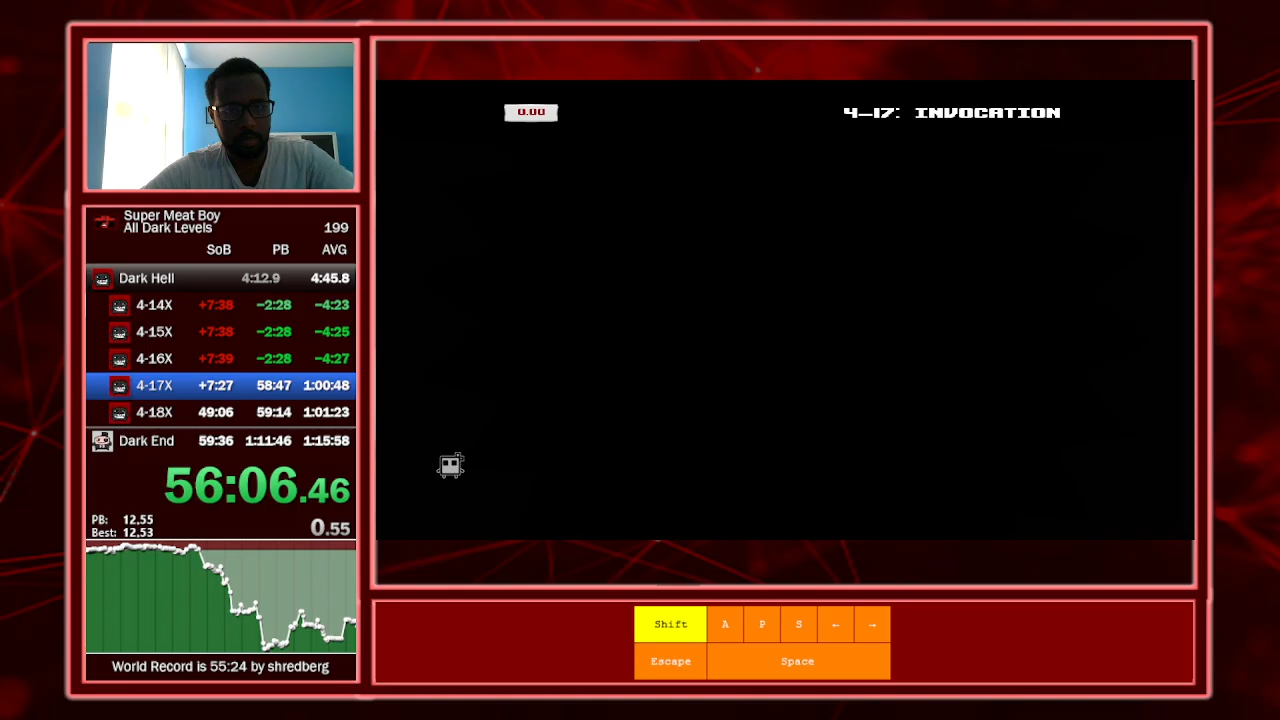 0.00
4-17: INVOCATION
Super Meat Boy
All Dark Levels
199
SoB PB AVG
Dark Hell 4:12.9 4:45.8
4-14X +7:38 −2:28 −4:23
4-15X +7:38 −2:28 −4:25
4-16X +7:39 −2:28 −4:27
4-17X +7:27 58:47 1:00:48
4-18X 49:06 59:14 1:01:23
Dark End 59:36 1:11:46 1:15:58
56:06.46
PB: 12.55
Best: 12.53
0.55
World Record is 55:24 by shredberg
Shift A P S ← →
Escape Space